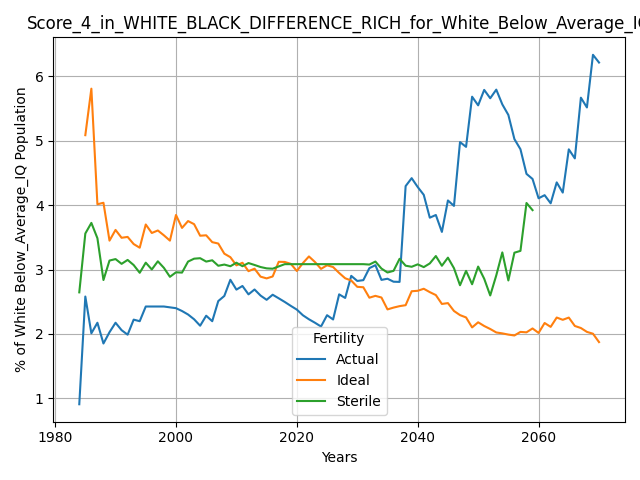 Score_4_in_WHITE_BLACK_DIFFERENCE_RICH_for_White_Below_Average_IQ
% of White Below_Average_IQ Population
6
5
4
3
2
1
Fertility
Actual
Ideal
Sterile
1980
2000
2020
2040
2060
Years